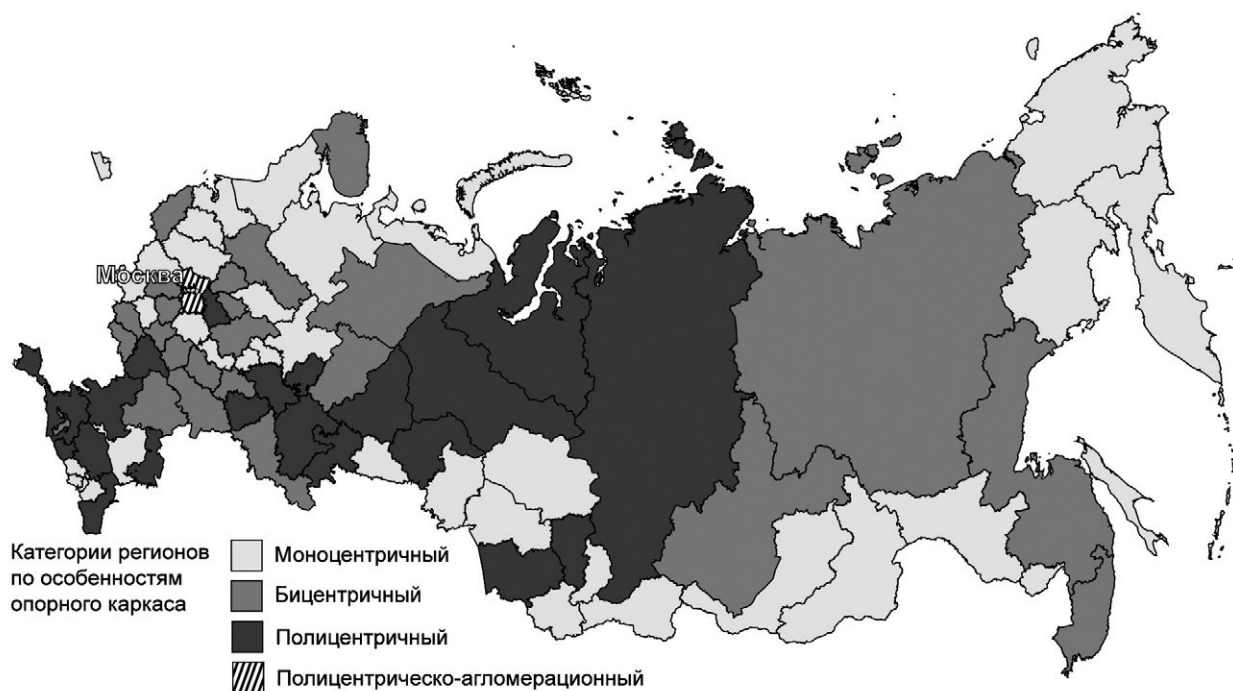 Москва
Категории регионов
по особенностям
опорного каркаса
Моноцентричный
Бицентричный
Полицентричный
Полицентрическо-агломерационный